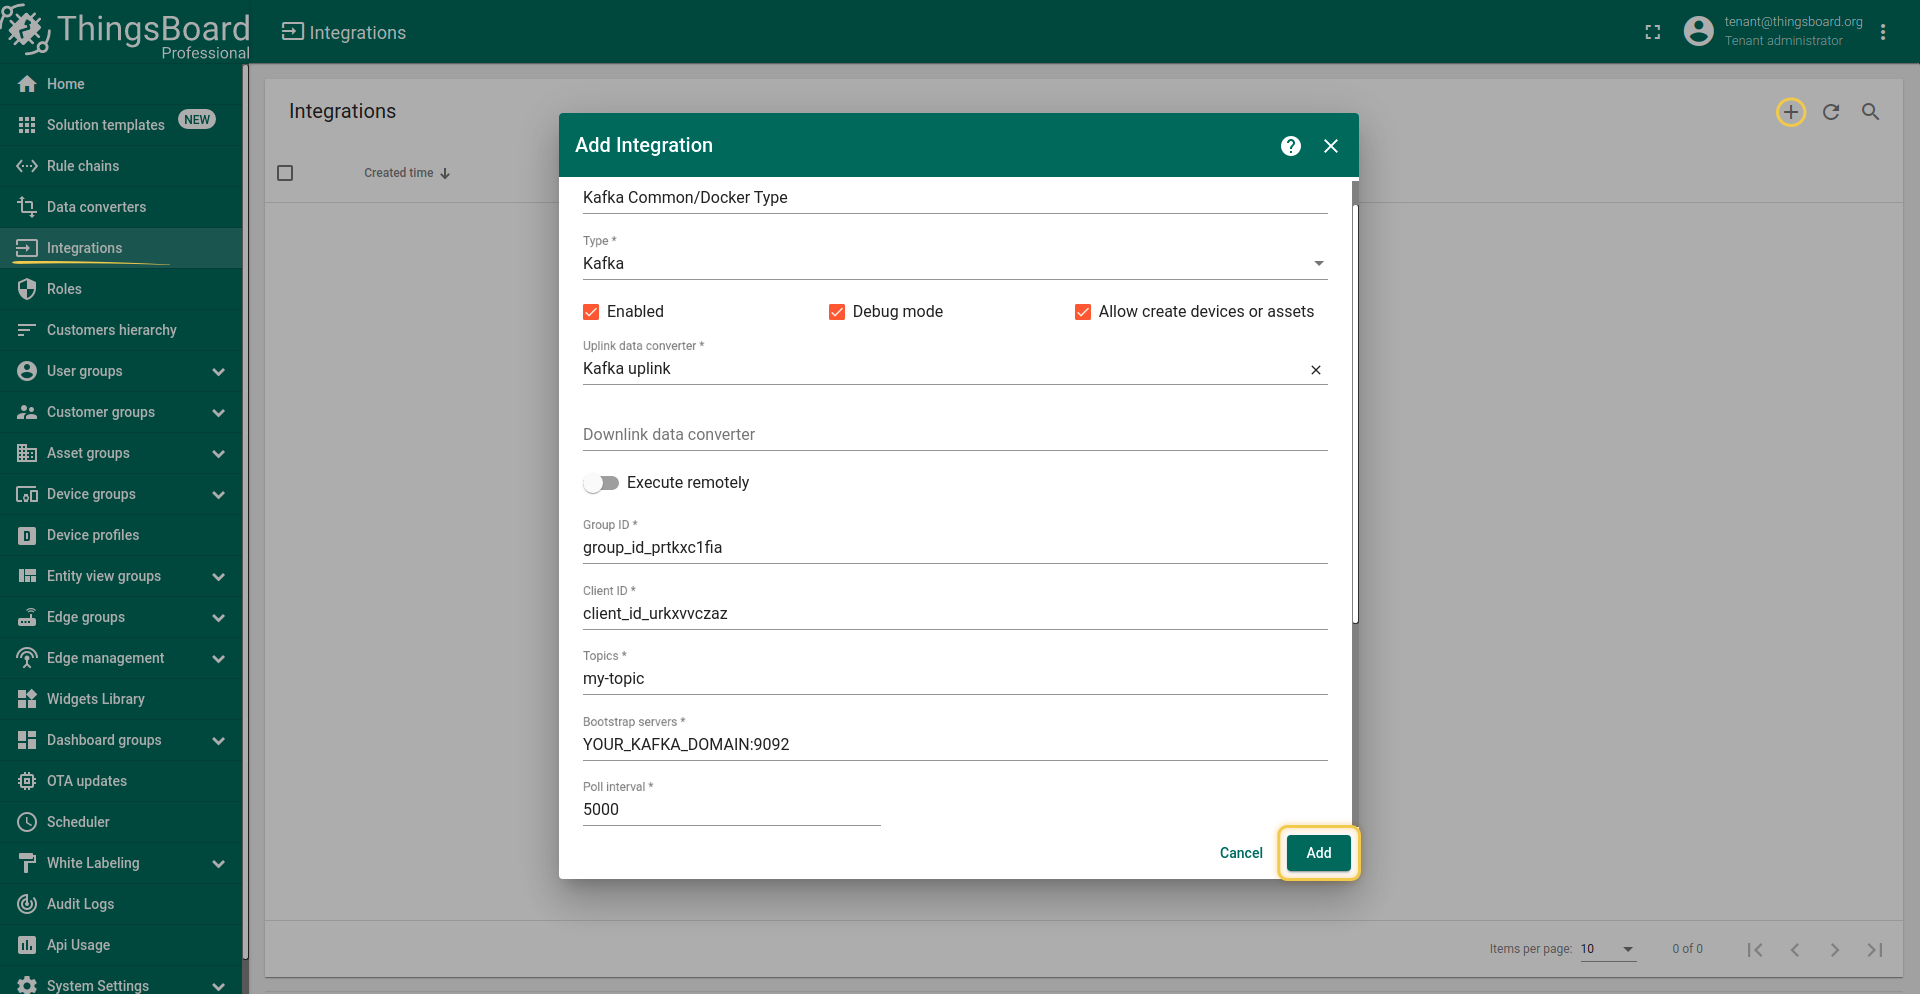 ThingsBoard
Professional
Integrations
tenant@thingsboard.org
Tenant administrator
Home
Solution templates NEW
Rule chains
Data converters
Integrations
Roles
Customers hierarchy
User groups
Customer groups
Asset groups
Device groups
Device profiles
Entity view groups
Edge groups
Edge management
Widgets Library
Dashboard groups
OTA updates
Scheduler
White Labeling
Audit Logs
Api Usage
System Settings
Integrations
Created time
Add Integration
Kafka Common/Docker Type
Type *
Kafka
Enabled Debug mode Allow create devices or assets
Uplink data converter *
Kafka uplink
Downlink data converter
Execute remotely
Group ID *
group_id_prtkxc1fia
Client ID *
client_id_urkxvvczaz
Topics *
my-topic
Bootstrap servers *
YOUR_KAFKA_DOMAIN:9092
Poll interval *
5000
Cancel Add
Items per page: 10 0 of 0